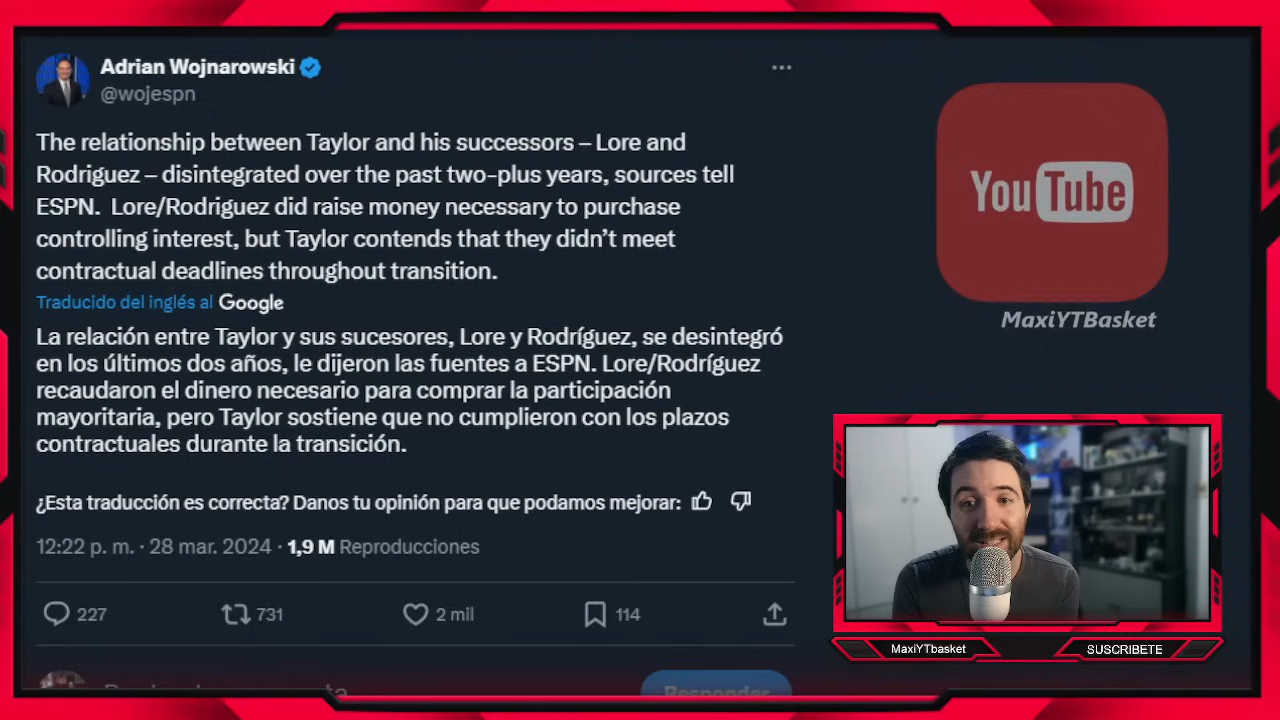 Adrian Wojnarowski
@wojespn
The relationship between Taylor and his successors – Lore and
Rodriguez – disintegrated over the past two-plus years, sources tell
ESPN.  Lore/Rodriguez did raise money necessary to purchase
controlling interest, but Taylor contends that they didn’t meet
contractual deadlines throughout transition.
Traducido del inglés al Google
La relación entre Taylor y sus sucesores, Lore y Rodríguez, se desintegró
en los últimos dos años, le dijeron las fuentes a ESPN. Lore/Rodríguez
recaudaron el dinero necesario para comprar la participación
mayoritaria, pero Taylor sostiene que no cumplieron con los plazos
contractuales durante la transición.
¿Esta traducción es correcta? Danos tu opinión para que podamos mejorar:
12:22 p. m. · 28 mar. 2024 · 1,9 M Reproducciones
227 731 2 mil 114
Responder
YouTube
MaxiYTBasket
MaxiYTbasket
SUSCRIBETE